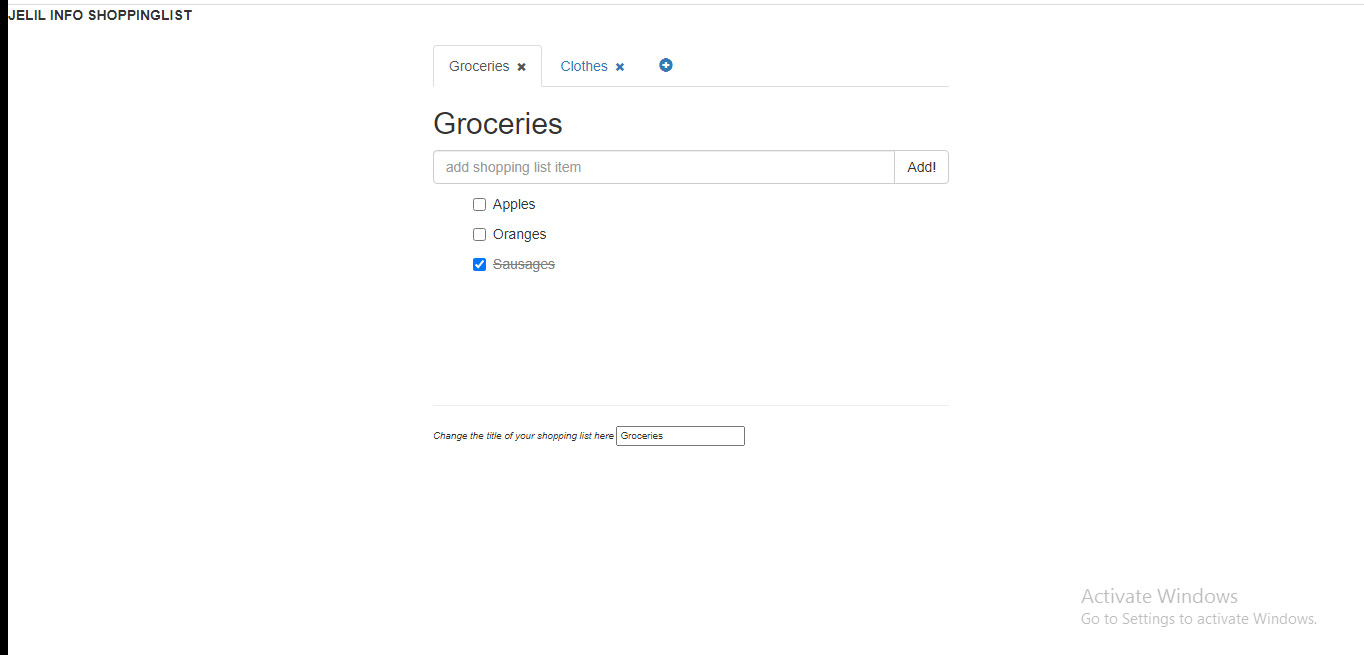 JELIL INFO SHOPPINGLIST
Groceries ✖ Clothes ✖
Groceries
add shopping list item Add!
Apples
Oranges
Sausages
Change the title of your shopping list here Groceries
Activate Windows
Go to Settings to activate Windows.